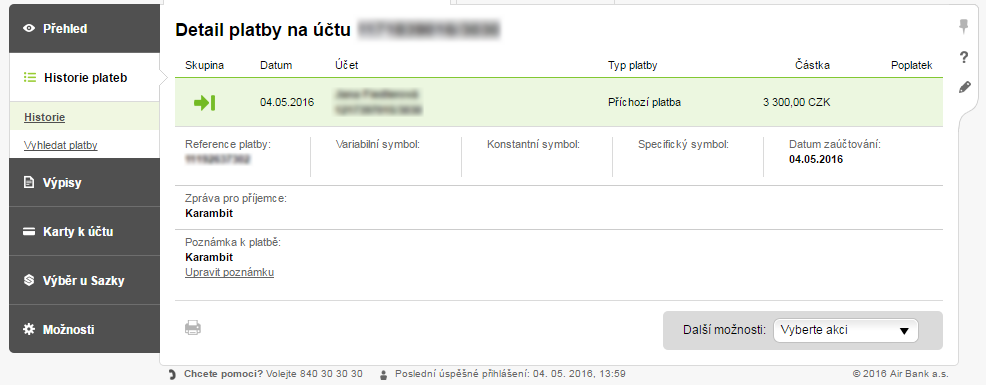 Přehled
Historie plateb
Historie
Vyhledat platby
Výpisy
Karty k účtu
Výběr u Sazky
Možnosti
Detail platby na účtu
Skupina Datum Účet Typ platby Částka Poplatek
04.05.2016 Příchozí platba 3 300,00 CZK
Reference platby: Variabilní symbol: Konstantní symbol: Specifický symbol: Datum zaúčtování:
04.05.2016
Zpráva pro příjemce:
Karambit
Poznámka k platbě:
Karambit
Upravit poznámku
Další možnosti: Vyberte akci
Chcete pomoci? Volejte 840 30 30 30 Poslední úspěšné přihlášení: 04. 05. 2016, 13:59 © 2016 Air Bank a.s.